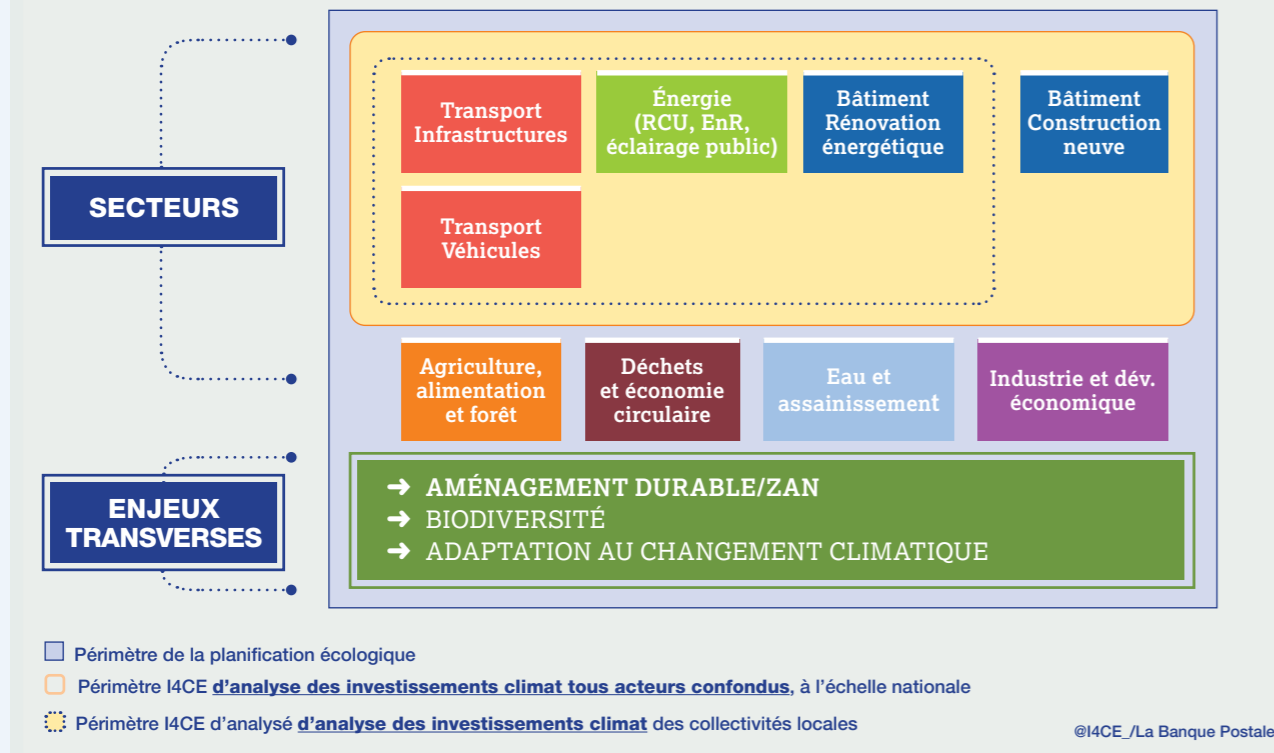 SECTEURS
Transport
Infrastructures
Énergie
(RCU, EnR,
éclairage public)
Bâtiment
Rénovation
énergétique
Bâtiment
Construction
neuve
Transport
Véhicules
Agriculture,
alimentation
et forêt
Déchets
et économie
circulaire
Eau et
assainissement
Industrie et dév.
économique
ENJEUX
TRANSVERSES
➜ AMÉNAGEMENT DURABLE/ZAN
➜ BIODIVERSITÉ
➜ ADAPTATION AU CHANGEMENT CLIMATIQUE
Périmètre de la planification écologique
Périmètre I4CE d'analyse des investissements climat tous acteurs confondus, à l'échelle nationale
Périmètre I4CE d'analysé d'analyse des investissements climat des collectivités locales
@I4CE_/La Banque Postale